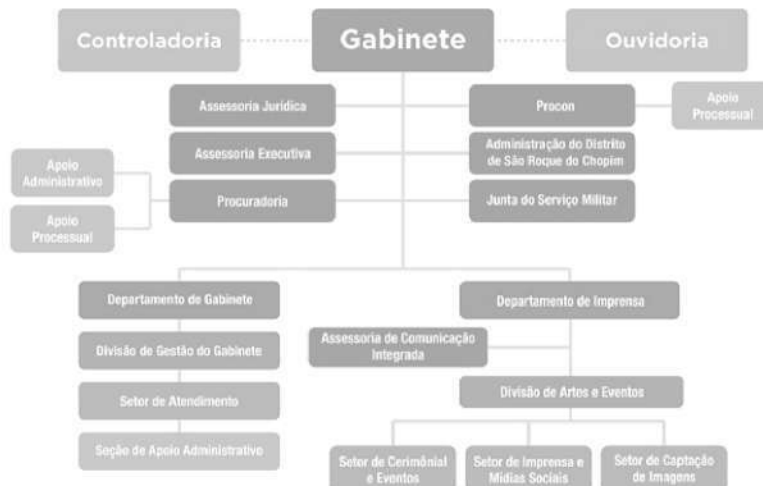 Controladoria
Gabinete
Ouvidoria
Assessoria Jurídica
Procon
Apoio
Processual
Assessoria Executiva
Administração do Distrito
de São Roque do Chopim
Apoio
Administrativo
Procuradoria
Junta do Serviço Militar
Apoio
Processual
Departamento de Gabinete
Departamento de Imprensa
Divisão de Gestão do Gabinete
Assessoria de Comunicação
Integrada
Setor de Atendimento
Divisão de Artes e Eventos
Seção de Apoio Administrativo
Setor de Cerimônial
e Eventos
Setor de Imprensa e
Mídias Sociais
Setor de Captação
de Imagens